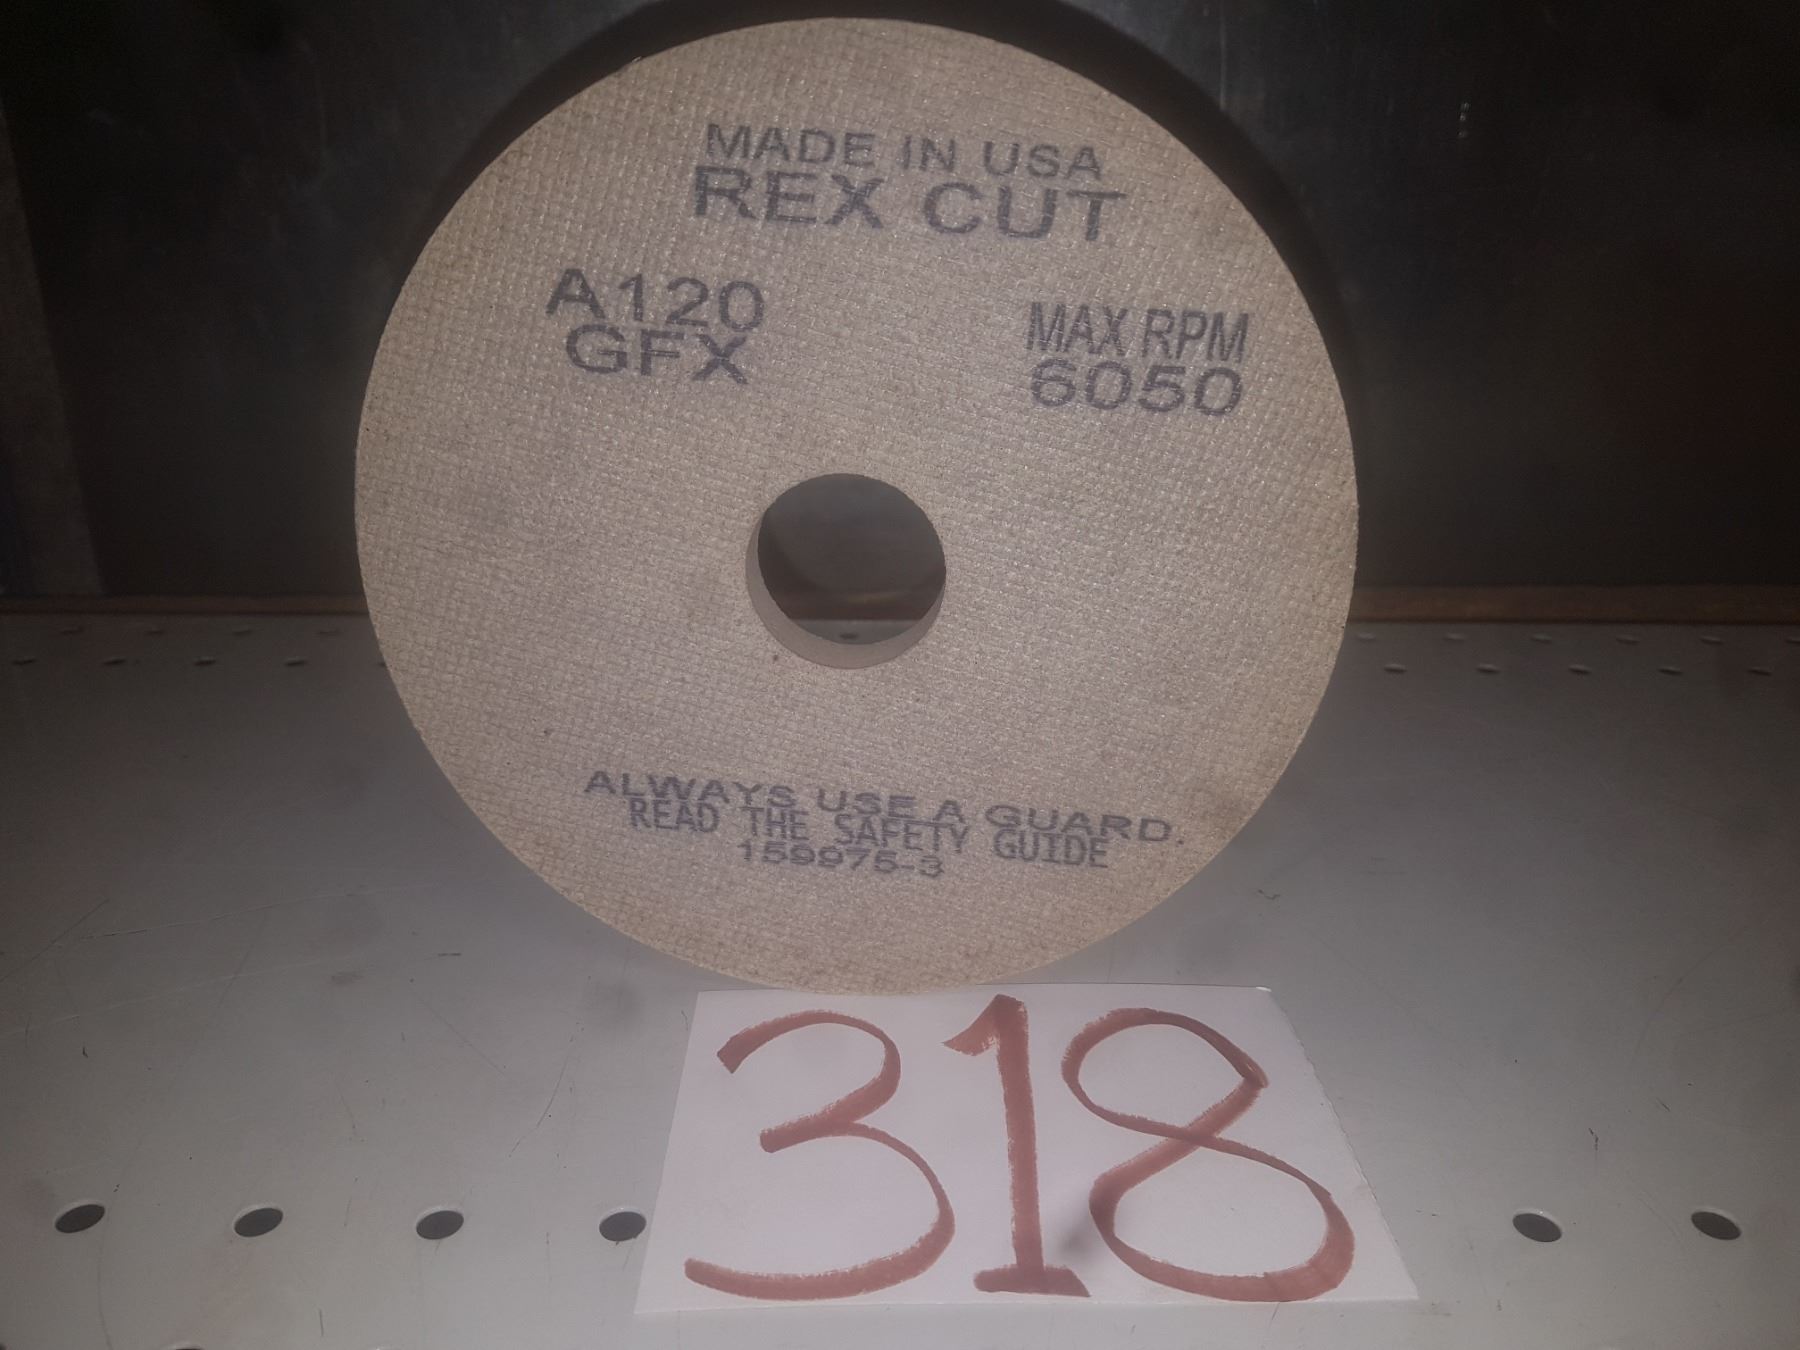 MADE IN USA
REX CUT
A120
GFX
MAX RPM
6050
ALWAYS USE A GUARD.
READ THE SAFETY GUIDE
159975-3
318